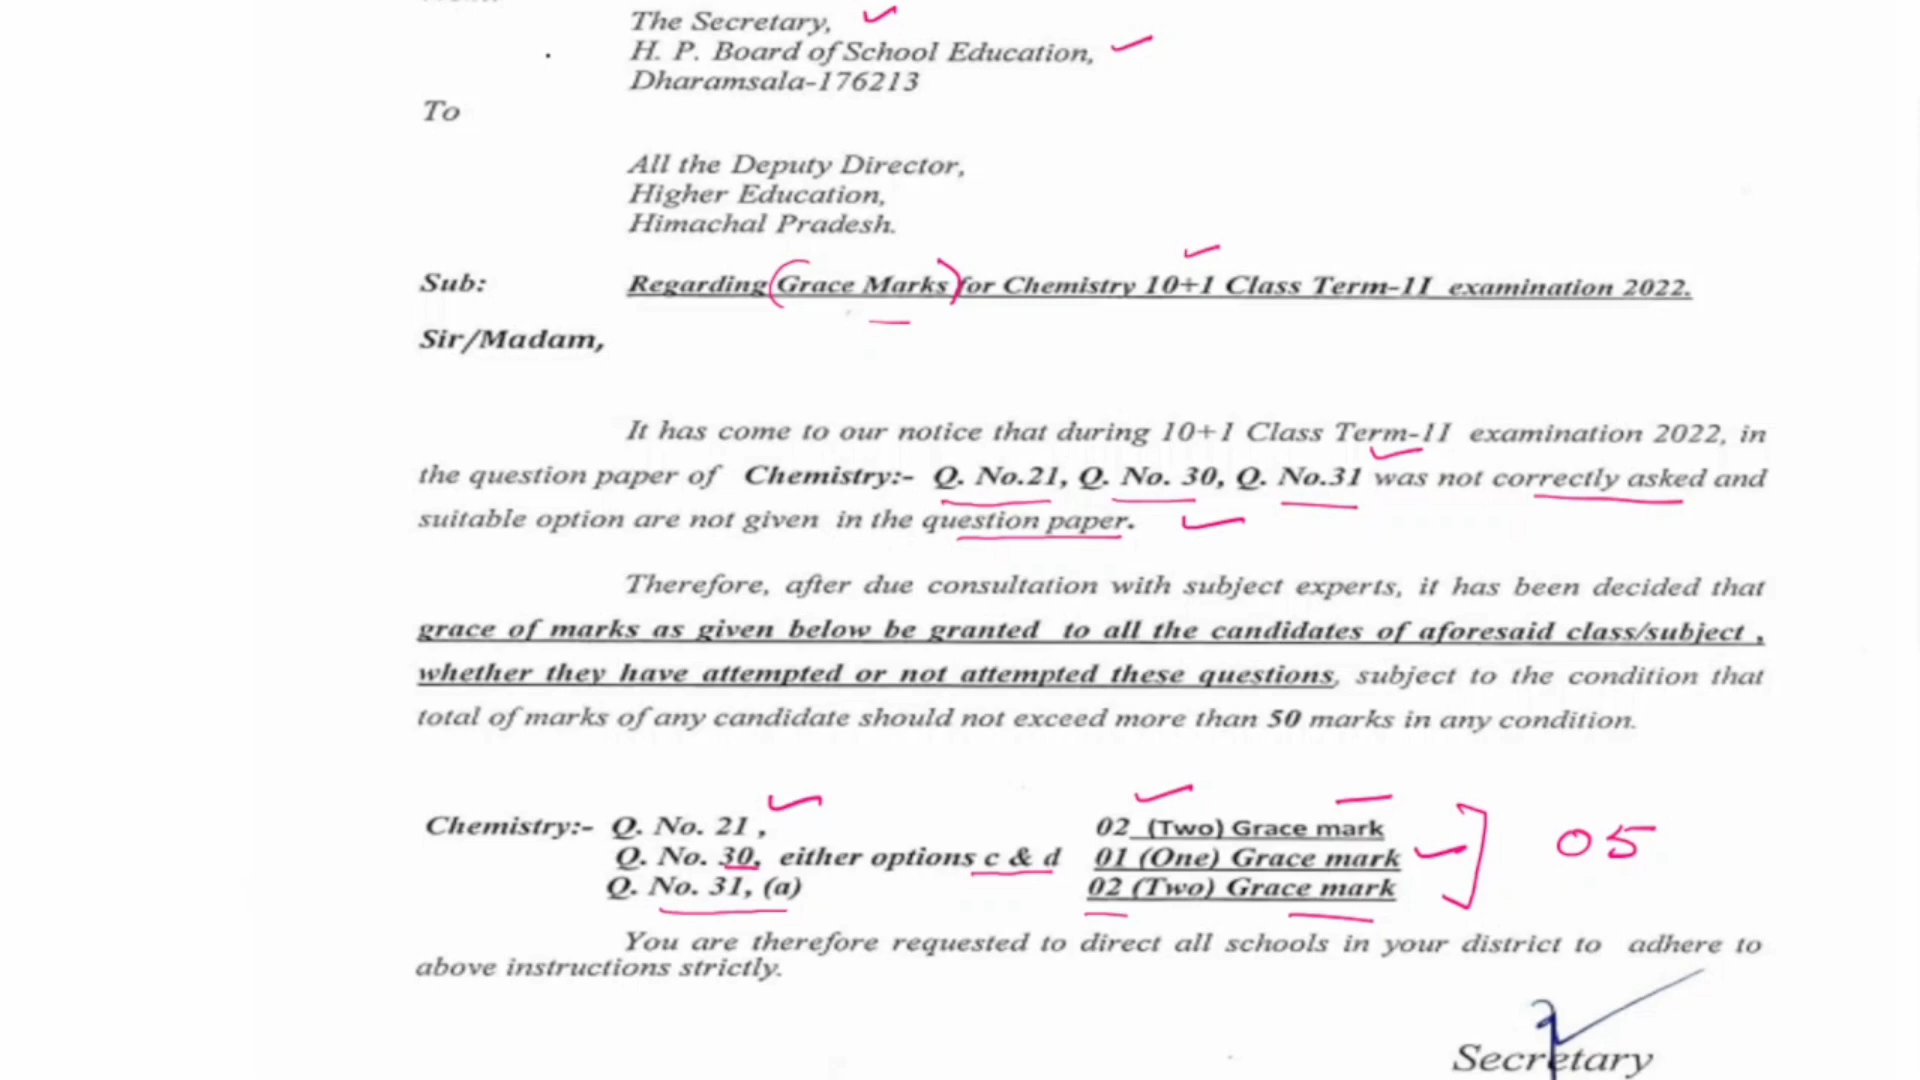 The Secretary,
H. P. Board of School Education,
Dharamsala-176213
To
All the Deputy Director,
Higher Education,
Himachal Pradesh.
Sub: Regarding Grace Marks for Chemistry 10+1 Class Term-1I examination 2022.
Sir/Madam,
It has come to our notice that during 10+1 Class Term-1I examination 2022, in
the question paper of Chemistry:- Q. No.21, Q. No. 30, Q. No.31 was not correctly asked and
suitable option are not given in the question paper.
Therefore, after due consultation with subject experts, it has been decided that
grace of marks as given below be granted to all the candidates of aforesaid class/subject ,
whether they have attempted or not attempted these questions, subject to the condition that
total of marks of any candidate should not exceed more than 50 marks in any condition.
Chemistry:- Q. No. 21 , 02 (Two) Grace mark
Q. No. 30, either options c & d 01 (One) Grace mark
05
Q. No. 31, (a) 02 (Two) Grace mark
You are therefore requested to direct all schools in your district to adhere to
above instructions strictly.
Secretary